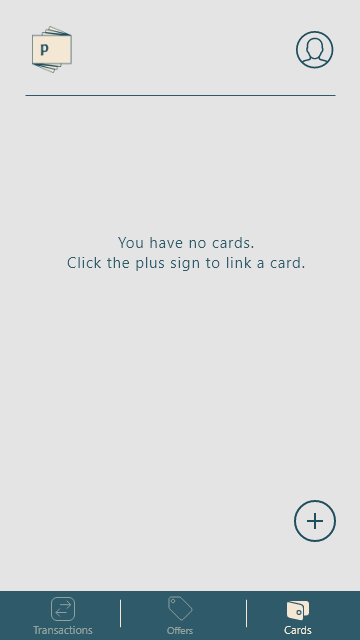 p
You have no cards.
Click the plus sign to link a card.
Transactions
Offers
Cards